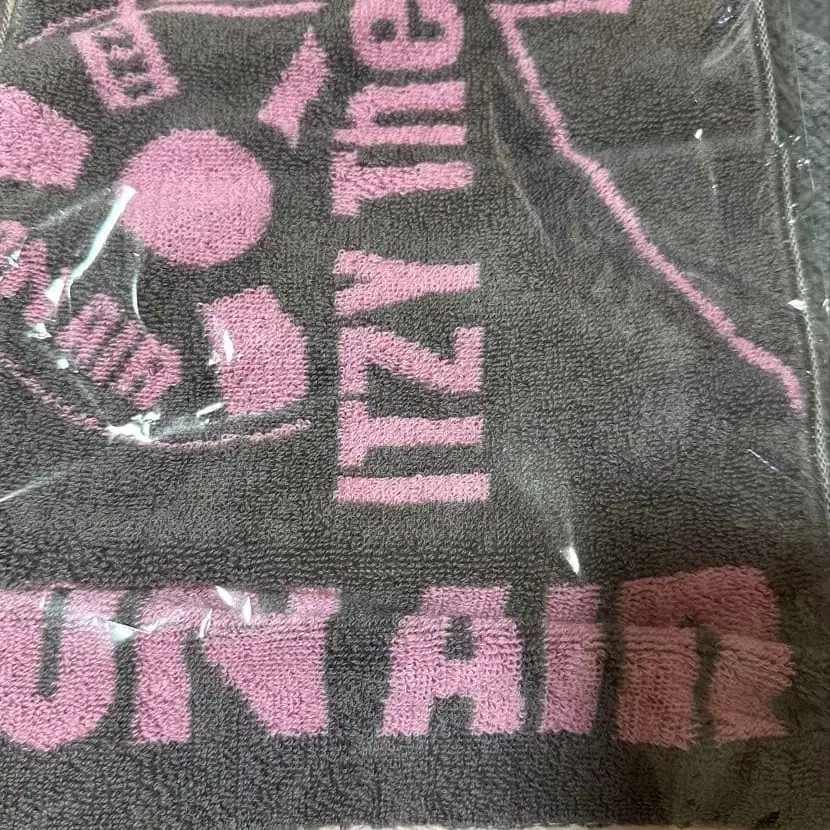 ITZY The
ON AIR